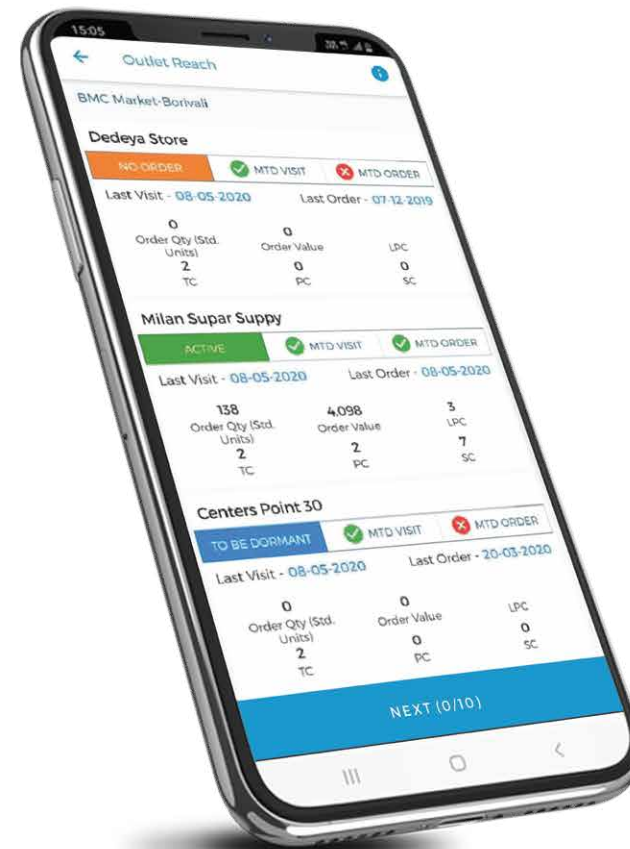 15:05
Outlet Reach
BMC Market-Borivali
Dedeya Store
NO ORDER MTD VISIT MTD ORDER
Last Visit - 08-05-2020 Last Order - 07-12-2019
0 0
Order Qty (Std. Units) Order Value LPC
2 0 0
TC PC SC
Milan Supar Suppy
ACTIVE MTD VISIT MTD ORDER
Last Visit - 08-05-2020 Last Order - 08-05-2020
138 4,098 3
Order Qty (Std. Units) Order Value LPC
2 2 7
TC PC SC
Centers Point 30
TO BE DORMANT MTD VISIT MTD ORDER
Last Visit - 08-05-2020 Last Order - 20-03-2020
0 0
Order Qty (Std. Units) Order Value LPC
2 0 0
TC PC SC
NEXT (0/10)